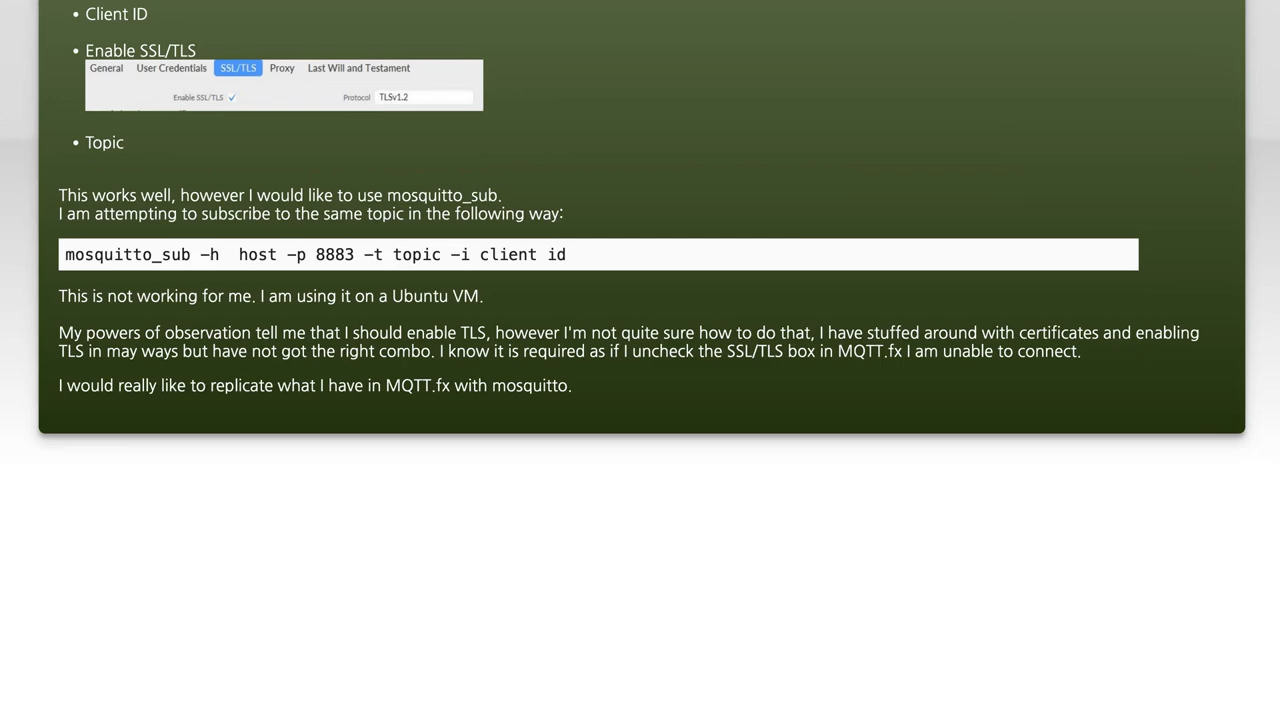 • Client ID
• Enable SSL/TLS
General User Credentials SSL/TLS Proxy Last Will and Testament
Enable SSL/TLS ✓ Protocol TLSv1.2
• Topic
This works well, however I would like to use mosquitto_sub.
I am attempting to subscribe to the same topic in the following way:
mosquitto_sub -h  host -p 8883 -t topic -i client id
This is not working for me. I am using it on a Ubuntu VM.
My powers of observation tell me that I should enable TLS, however I'm not quite sure how to do that, I have stuffed around with certificates and enabling
TLS in may ways but have not got the right combo. I know it is required as if I uncheck the SSL/TLS box in MQTT.fx I am unable to connect.
I would really like to replicate what I have in MQTT.fx with mosquitto.